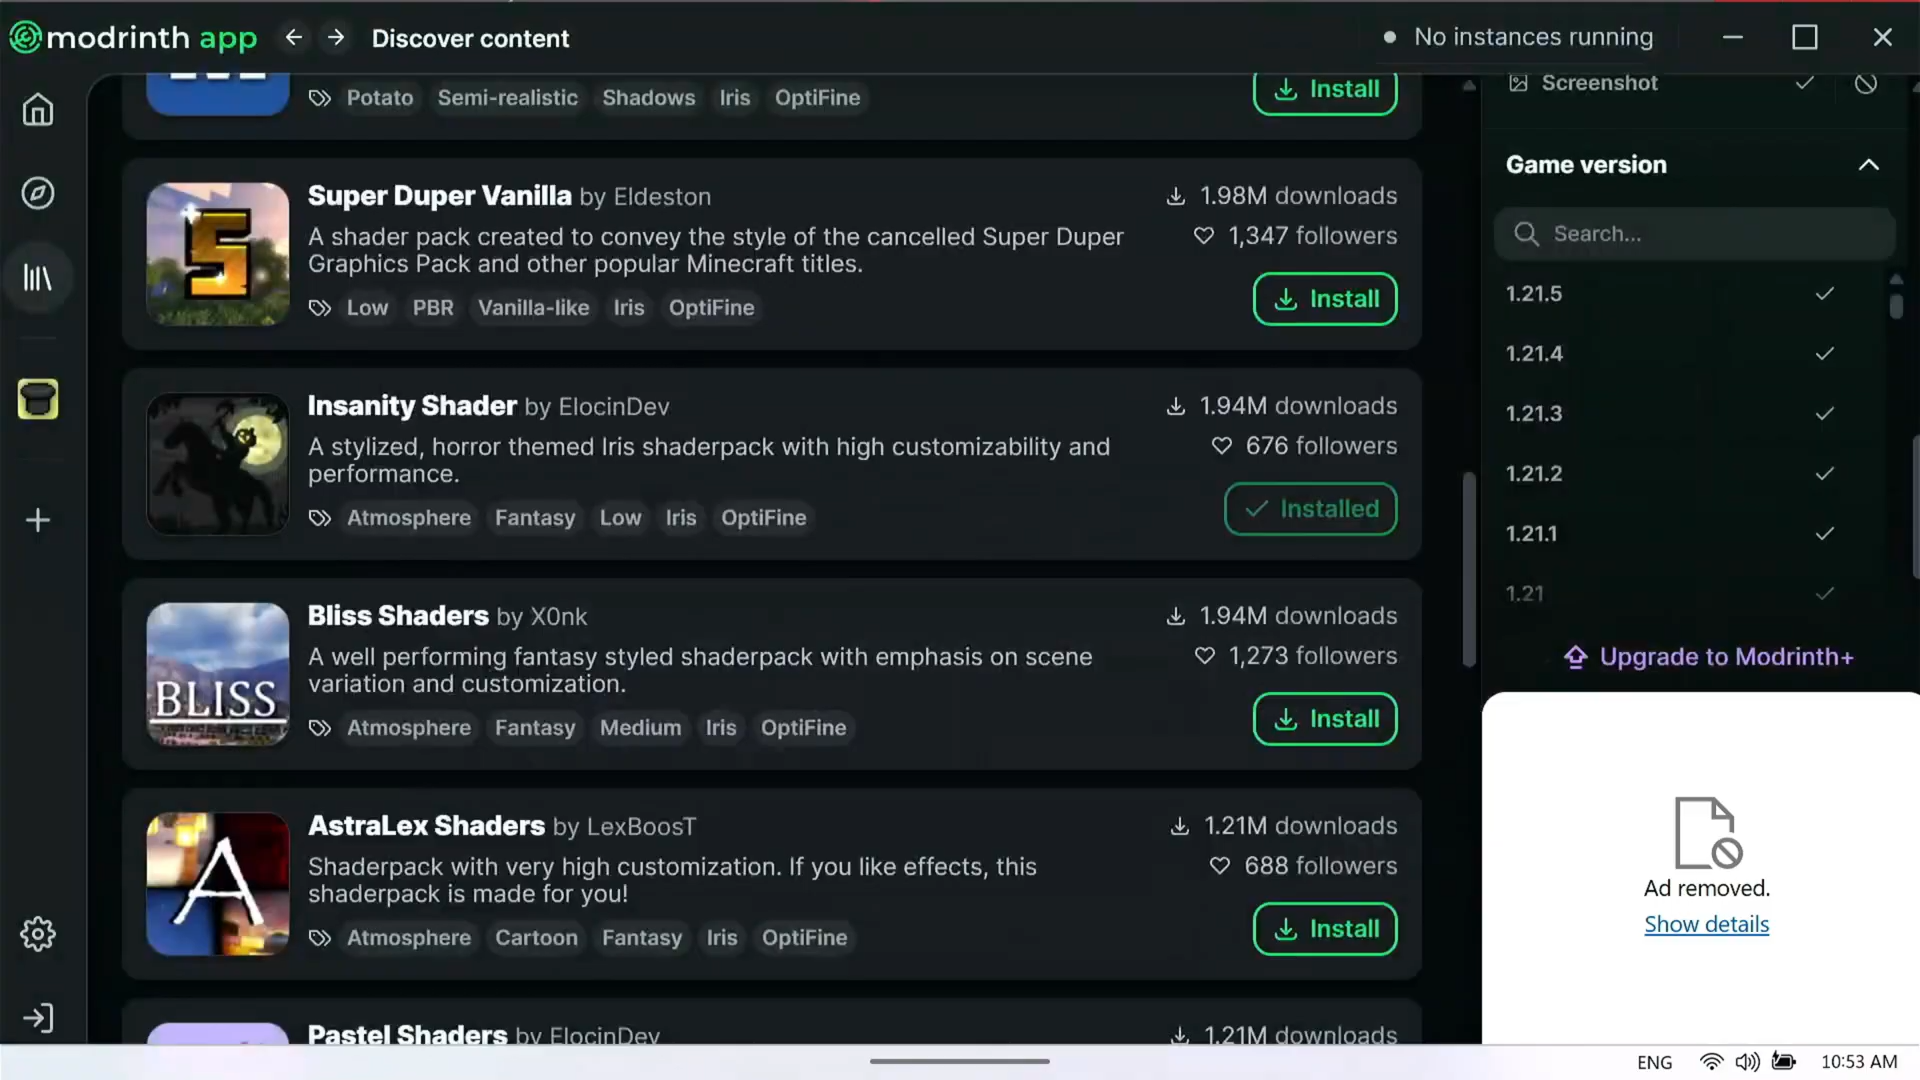 modrinth app
Discover content
No instances running
Potato Semi-realistic Shadows Iris OptiFine
Install
Super Duper Vanilla by Eldeston
A shader pack created to convey the style of the cancelled Super Duper
Graphics Pack and other popular Minecraft titles.
Low PBR Vanilla-like Iris OptiFine
1.98M downloads
1,347 followers
Install
Insanity Shader by ElocinDev
A stylized, horror themed Iris shaderpack with high customizability and
performance.
Atmosphere Fantasy Low Iris OptiFine
1.94M downloads
676 followers
Installed
BLISS
Bliss Shaders by X0nk
A well performing fantasy styled shaderpack with emphasis on scene
variation and customization.
Atmosphere Fantasy Medium Iris OptiFine
1.94M downloads
1,273 followers
Install
A
AstraLex Shaders by LexBoosT
Shaderpack with very high customization. If you like effects, this
shaderpack is made for you!
Atmosphere Cartoon Fantasy Iris OptiFine
1.21M downloads
688 followers
Install
Pastel Shaders by ElocinDev
1.21M downloads
Screenshot
Game version
Search...
1.21.5
1.21.4
1.21.3
1.21.2
1.21.1
1.21
Upgrade to Modrinth+
Ad removed.
Show details
ENG
10:53 AM